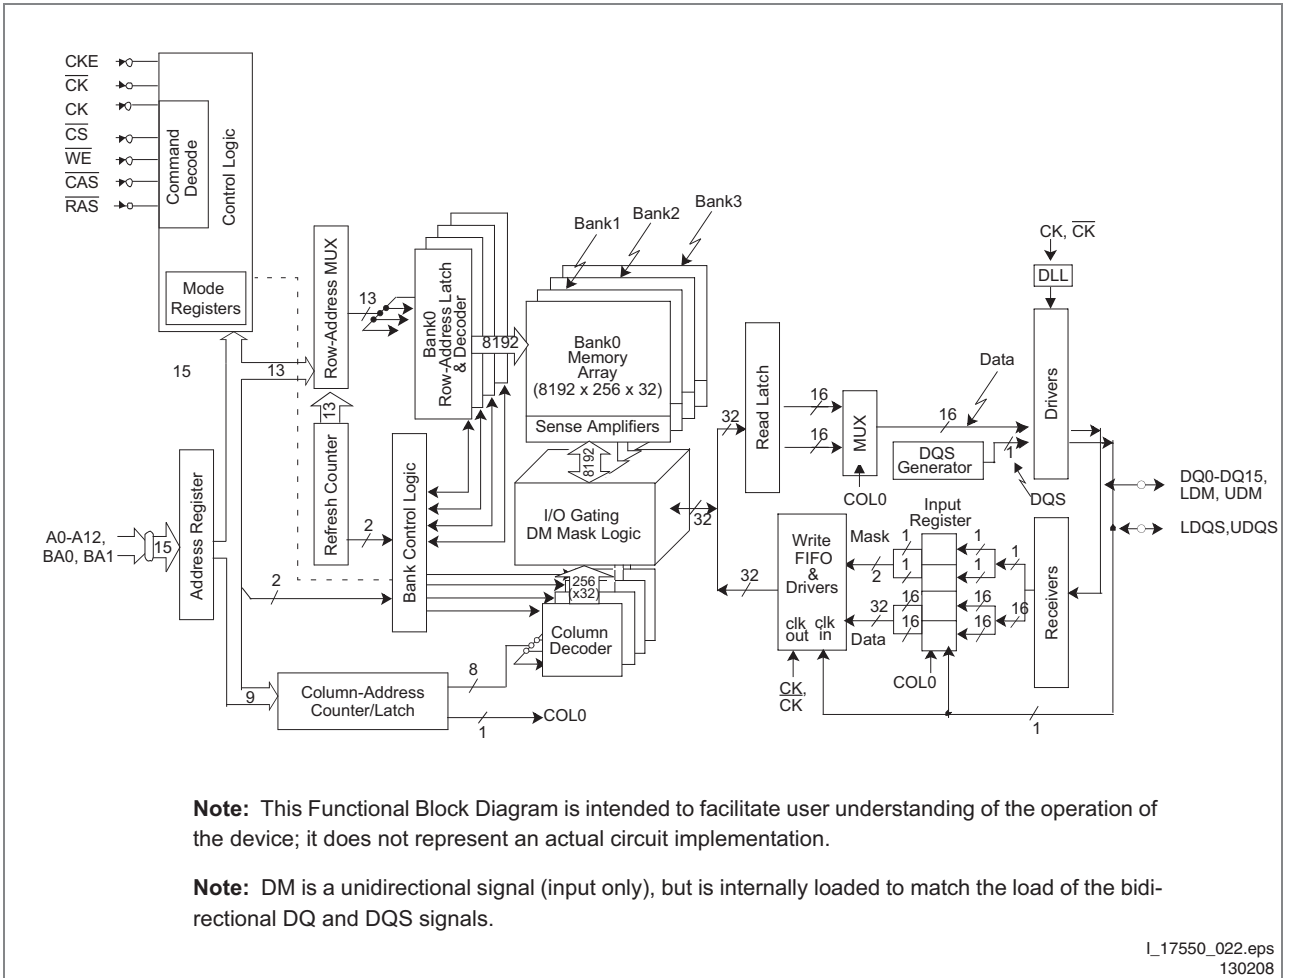 CKE
CK
CK
CS
WE
CAS
RAS
Command
Decode
Control Logic
Mode
Registers
15
13
Row-Address MUX
13
Refresh Counter
13
Bank0
Row-Address Latch
& Decoder
8192
Bank1
Bank2
Bank3
Bank0
Memory
Array
(8192 x 256 x 32)
Sense Amplifiers
8192
I/O Gating
DM Mask Logic
2
Bank Control Logic
A0-A12,
BA0, BA1
15
Address Register
2
9
Column-Address
Counter/Latch
8
1
COL0
256
(x32)
Column
Decoder
32
32
Read Latch
16
16
MUX
COL0
16
Data
DQS
Generator
1
DQS
CK, CK
DLL
Drivers
DQ0-DQ15,
LDM, UDM
LDQS,UDQS
32
Write
FIFO
&
Drivers
clk
out
clk
in
CK,
CK
Mask
2
32
Data
Input
Register
1
1
16
16
COL0
1
1
16
16
1
16
Receivers
1
Note: This Functional Block Diagram is intended to facilitate user understanding of the operation of
the device; it does not represent an actual circuit implementation.
Note: DM is a unidirectional signal (input only), but is internally loaded to match the load of the bidi-
rectional DQ and DQS signals.
I_17550_022.eps
130208